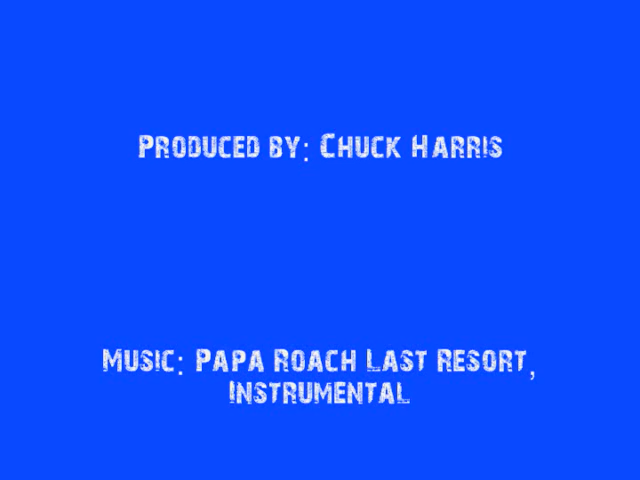 Produced by: Chuck Harris
Music: Papa Roach Last Resort,
Instrumental